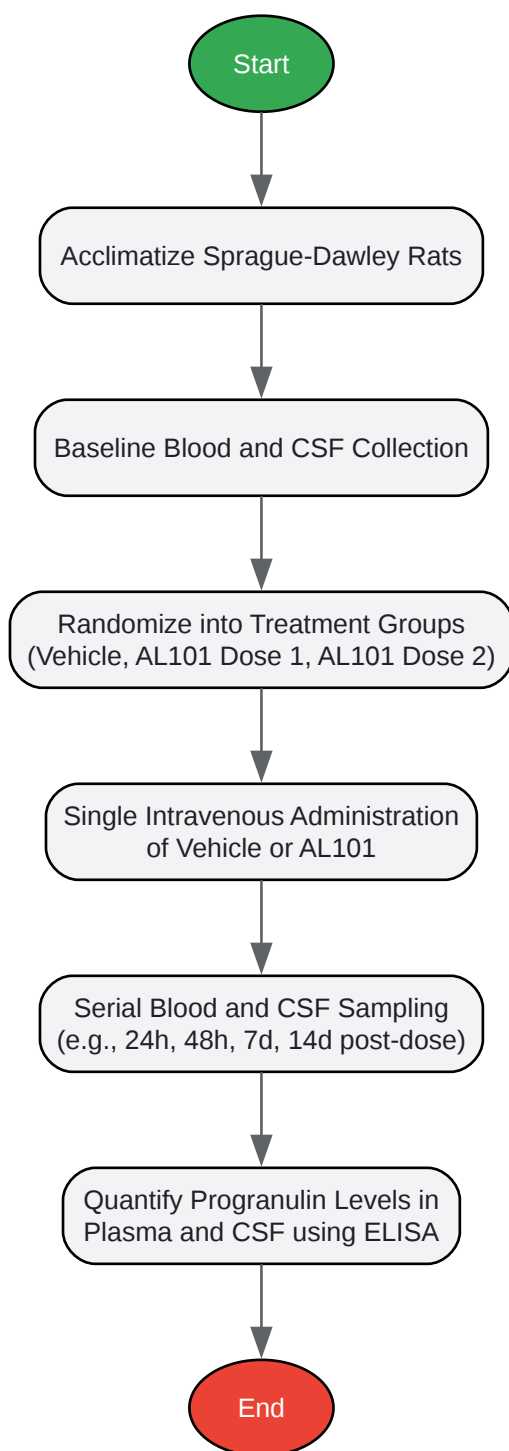 Start
Acclimatize Sprague-Dawley Rats
Baseline Blood and CSF Collection
Randomize into Treatment Groups
(Vehicle, AL101 Dose 1, AL101 Dose 2)
Single Intravenous Administration
of Vehicle or AL101
Serial Blood and CSF Sampling
(e.g., 24h, 48h, 7d, 14d post-dose)
Quantify Progranulin Levels in
Plasma and CSF using ELISA
End